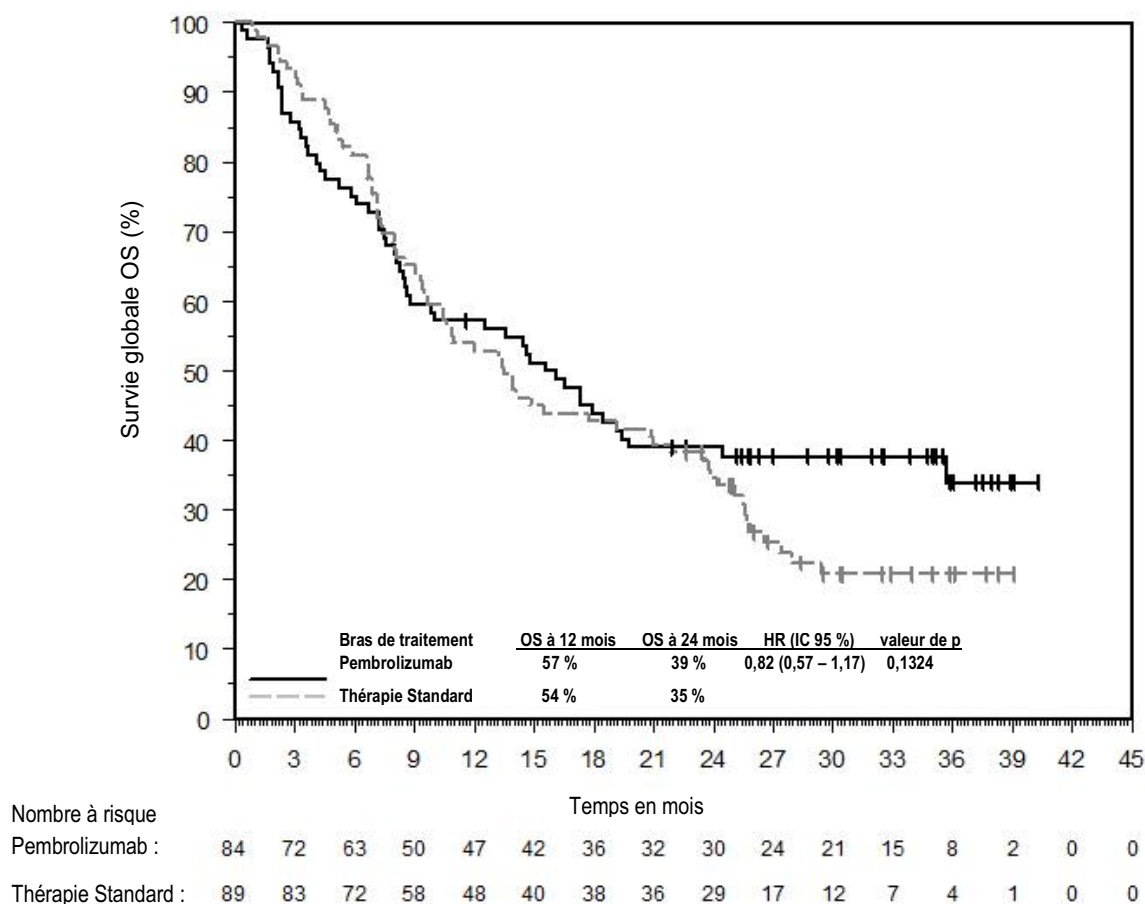 Survie globale OS (%)
100
90
80
70
60
50
40
30
20
10
0
Bras de traitement OS à 12 mois OS à 24 mois HR (IC 95 %) valeur de p
Pembrolizumab 57 % 39 % 0,82 (0,57 – 1,17) 0,1324
Thérapie Standard 54 % 35 %
0 3 6 9 12 15 18 21 24 27 30 33 36 39 42 45
Temps en mois
Nombre à risque
Pembrolizumab : 84 72 63 50 47 42 36 32 30 24 21 15 8 2 0 0
Thérapie Standard : 89 83 72 58 48 40 38 36 29 17 12 7 4 1 0 0